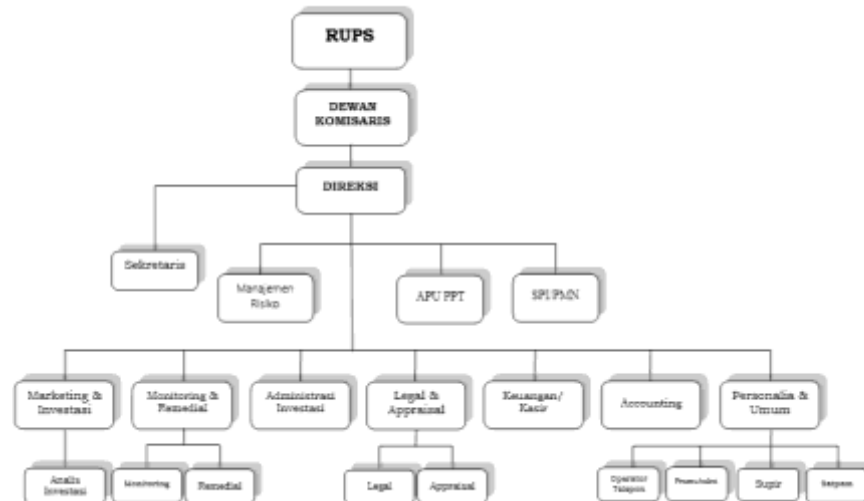 RUPS
DEWAN
KOMISARIS
DIREKSI
Sekretaris
Manajemen
Risiko
APU PPT
SPI PMN
Marketing &
Investasi
Monitoring &
Remedial
Administrasi
Investasi
Legal &
Appraisal
Keuangan/
Kasir
Accounting
Personalia &
Umum
Analis
Investasi
Monitoring
Remedial
Legal
Appraisal
Operator
Supir